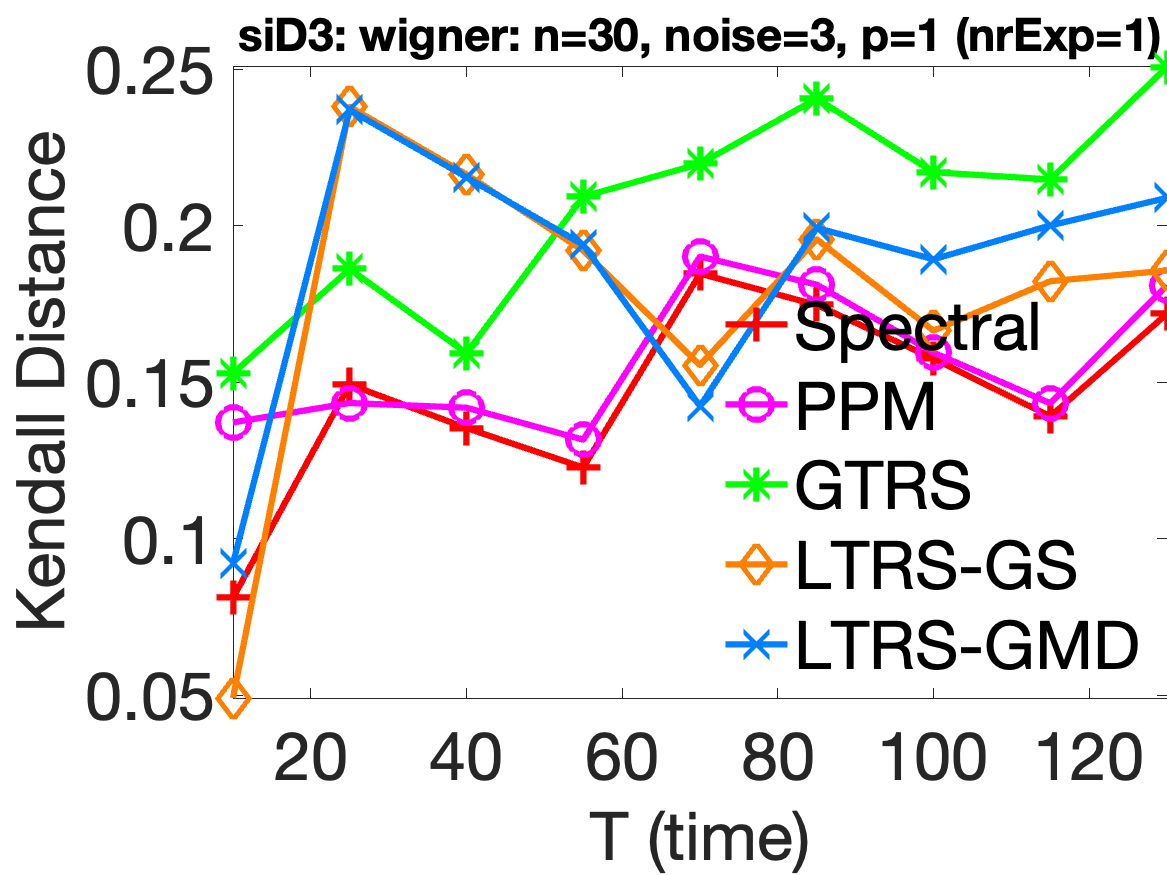 siD3: wigner: n=30, noise=3, p=1 (nrExp=1)
0.25
0.2
0.15
0.1
0.05
Kendall Distance
Spectral
PPM
GTRS
LTRS-GS
LTRS-GMD
20 40 60 80 100 120
T (time)